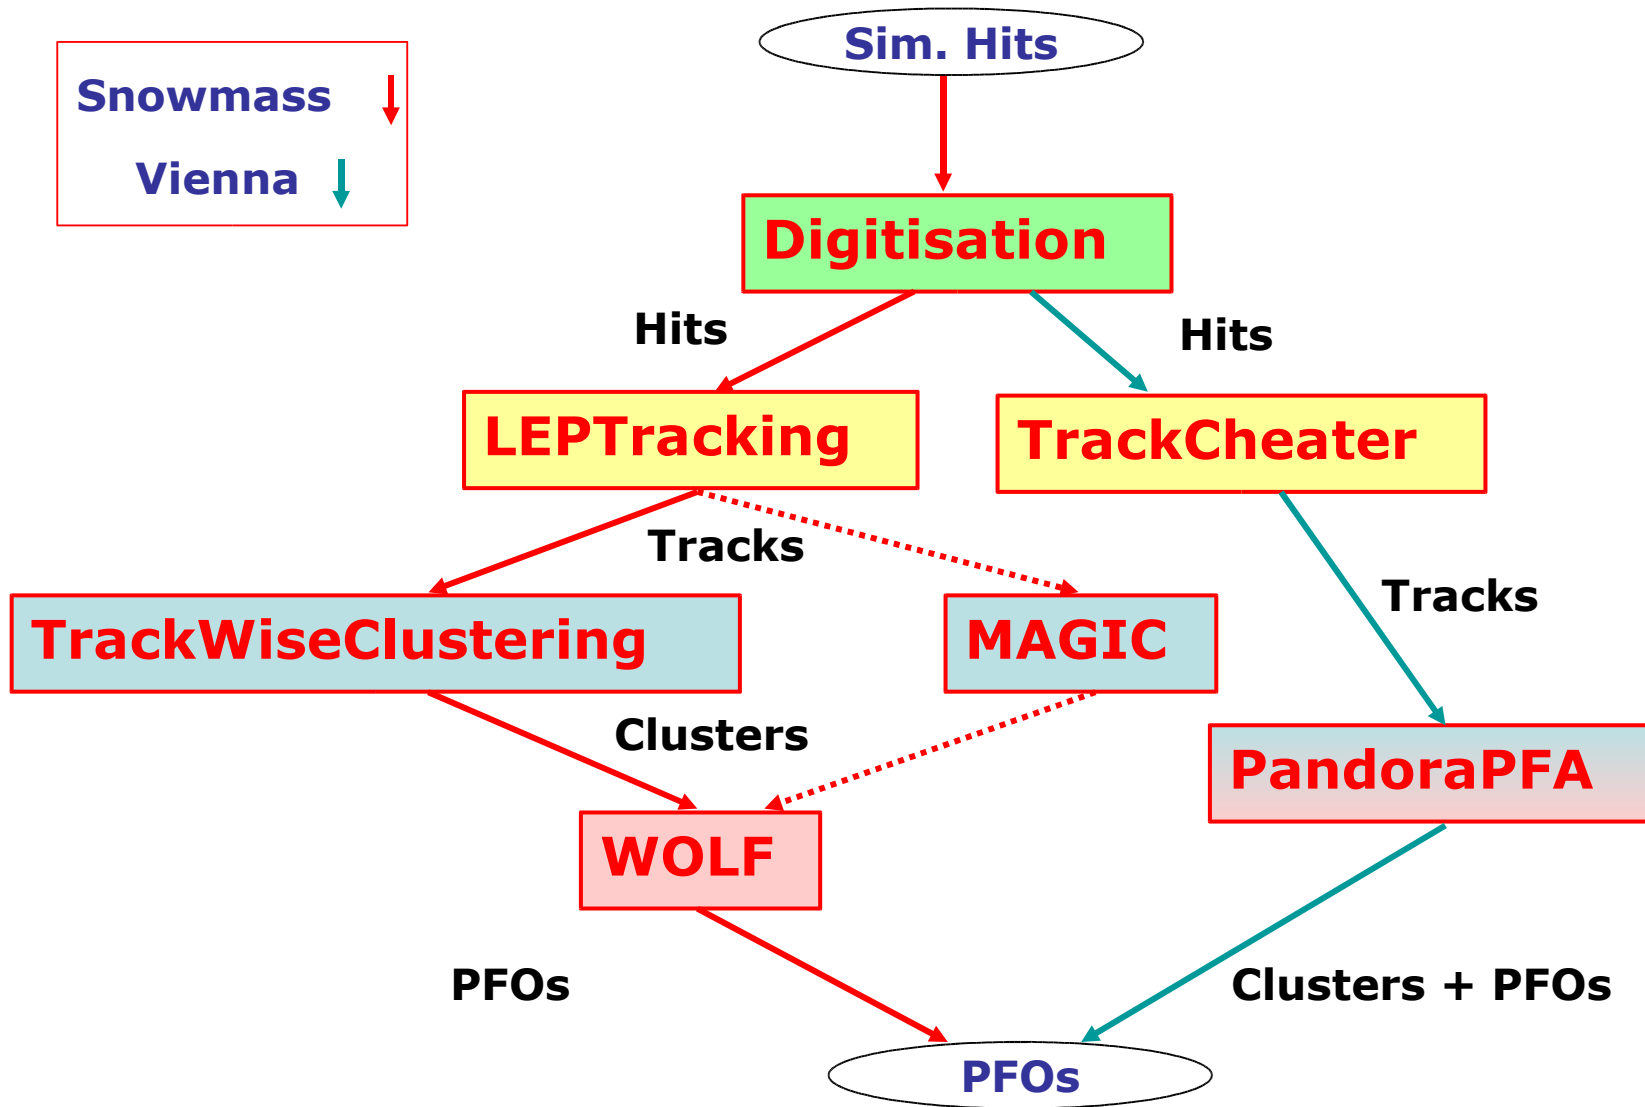 Sim. Hits
Snowmass
Vienna
Digitisation
Hits
Hits
LEPTracking
TrackCheater
Tracks
Tracks
TrackWiseClustering
MAGIC
Clusters
PandoraPFA
WOLF
PFOs
Clusters + PFOs
PFOs